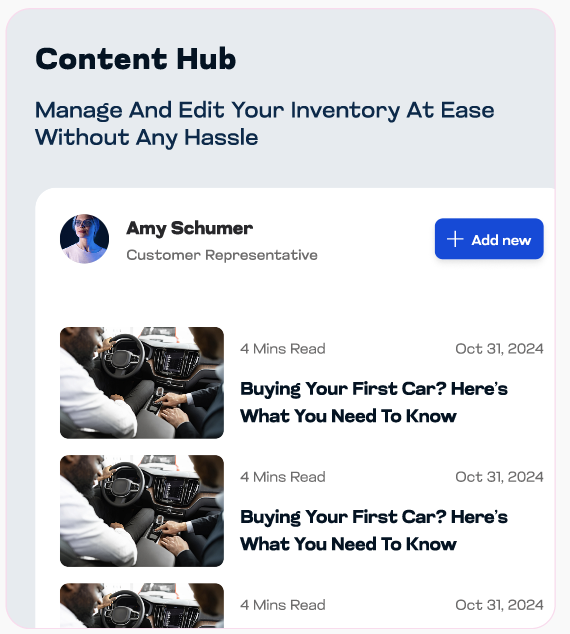 Content Hub
Manage And Edit Your Inventory At Ease
Without Any Hassle
Amy Schumer
Customer Representative
Add new
4 Mins Read
Oct 31, 2024
Buying Your First Car? Here's
What You Need To Know
4 Mins Read
Oct 31, 2024
Buying Your First Car? Here's
What You Need To Know
4 Mins Read
Oct 31, 2024